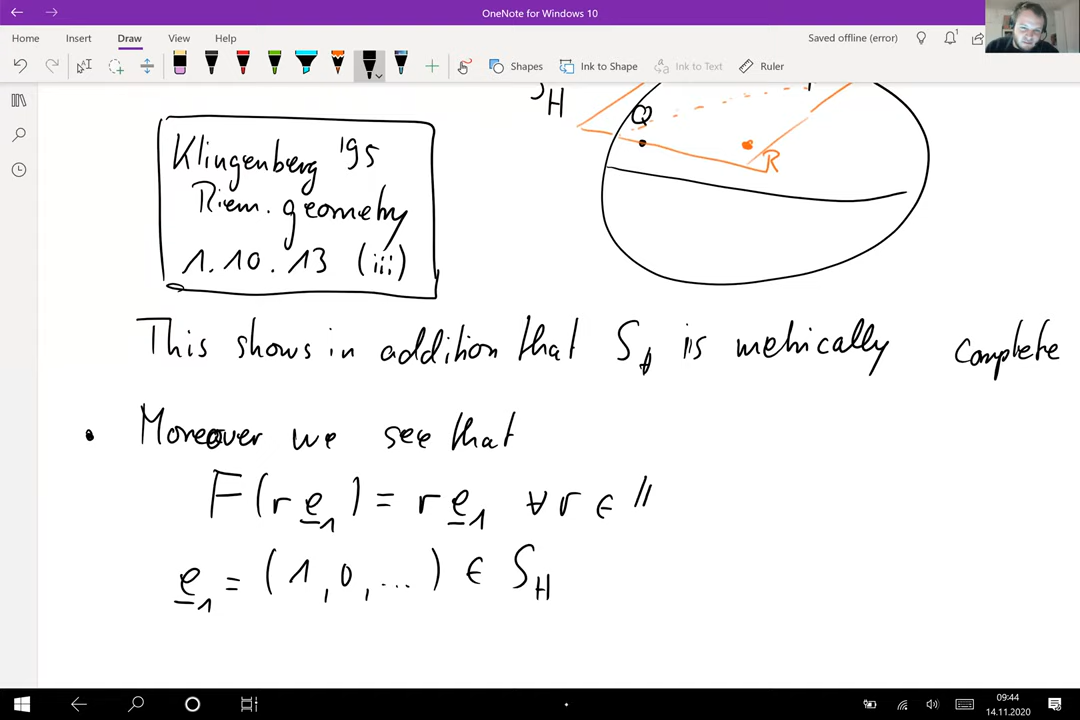 OneNote for Windows 10
Home Insert Draw View Help
Saved offline (error)
Shapes Ink to Shape Ink to Text Ruler
S_H
Q
R
Klingenberg '95
Riem. geometry
1.10.13 (iii)
This shows in addition that S_H is metrically complete
• Moreover we see that
F(r e_1) = r e_1 ∀ r ∈
e_1 = (1, 0, ...) ∈ S_H
09:44
14.11.2020